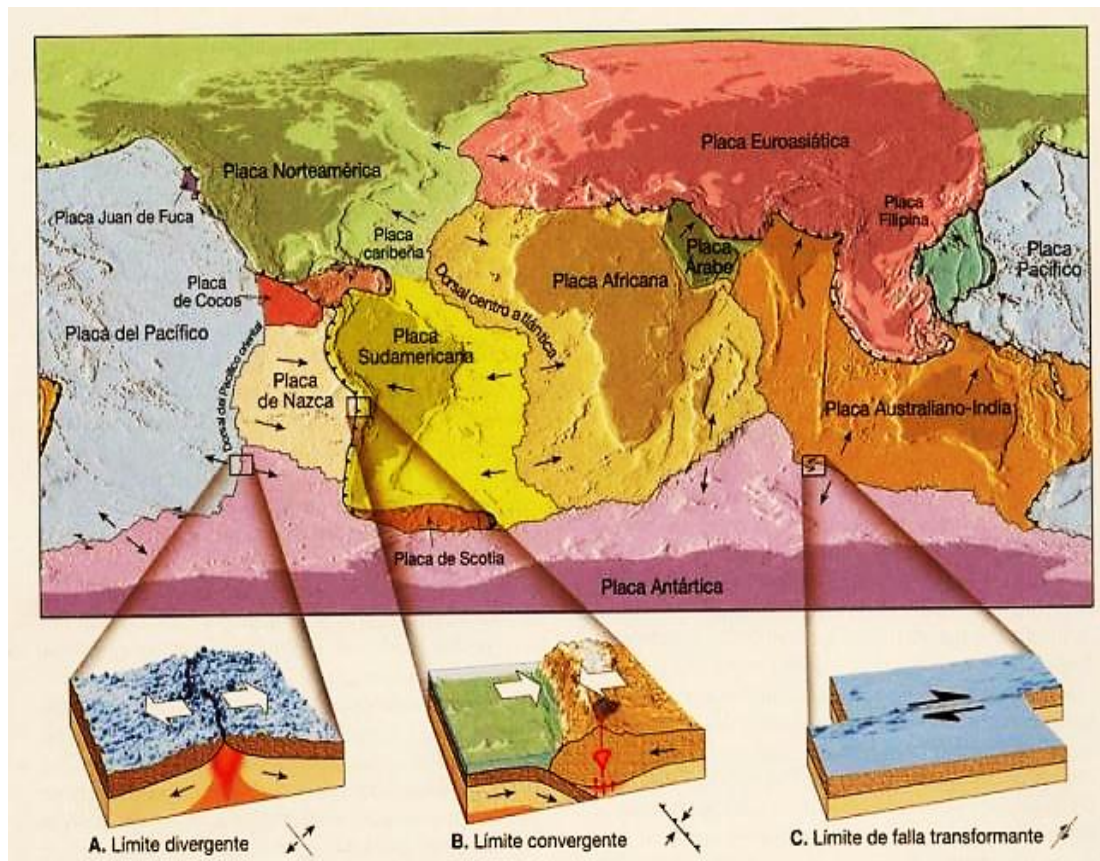 Placa Norteamérica
Placa Euroasiática
Placa Juan de Fuca
Placa
caribeña
Placa
Filipina
Placa
Arabe
Placa
Pacífico
Placa
de Cocos
Placa Africana
Placa del Pacífico
Dorsal centro atlántica
Dorsal del Pacífico oriental
Placa
Sudamericana
Placa
de Nazca
Placa Australiano-India
Placa de Scotia
Placa Antártica
A. Límite divergente
B. Límite convergente
C. Límite de falla transformante